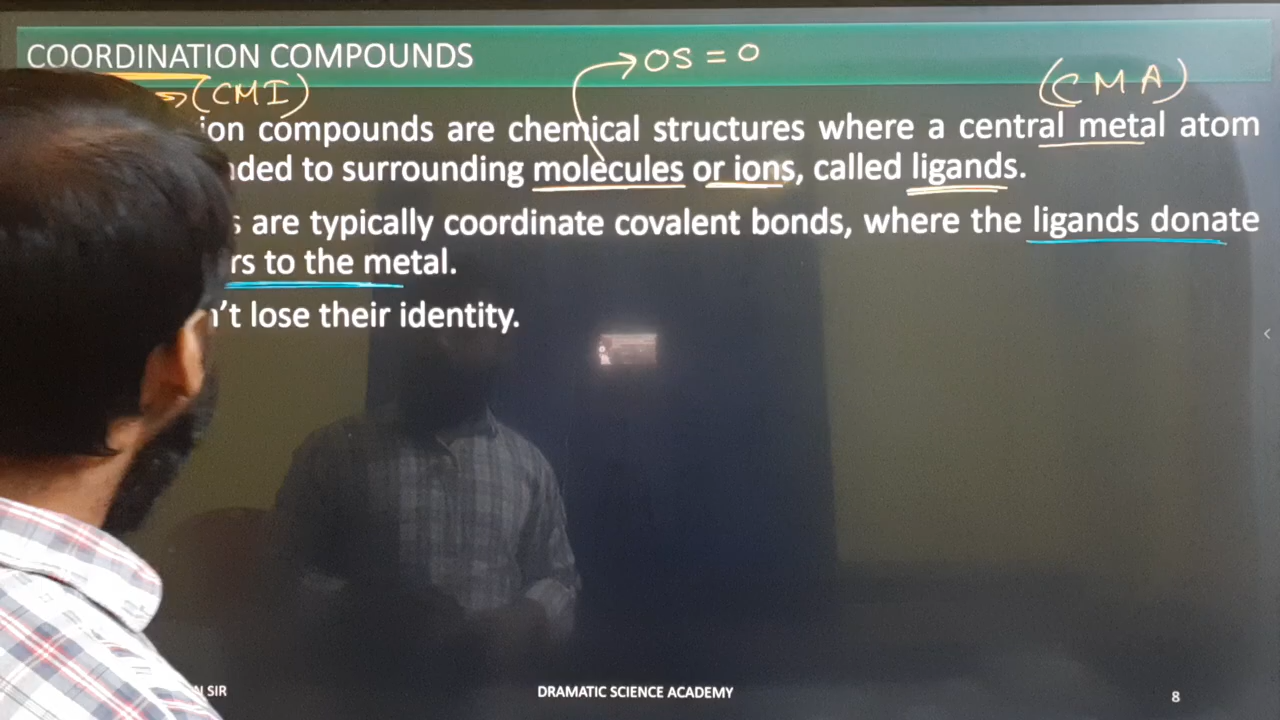 COORDINATION COMPOUNDS
→ OS = 0
(CMI)
(CMA)
ion compounds are chemical structures where a central metal atom
ded to surrounding molecules or ions, called ligands.
s are typically coordinate covalent bonds, where the ligands donate
rs to the metal.
't lose their identity.
SIR
DRAMATIC SCIENCE ACADEMY
8